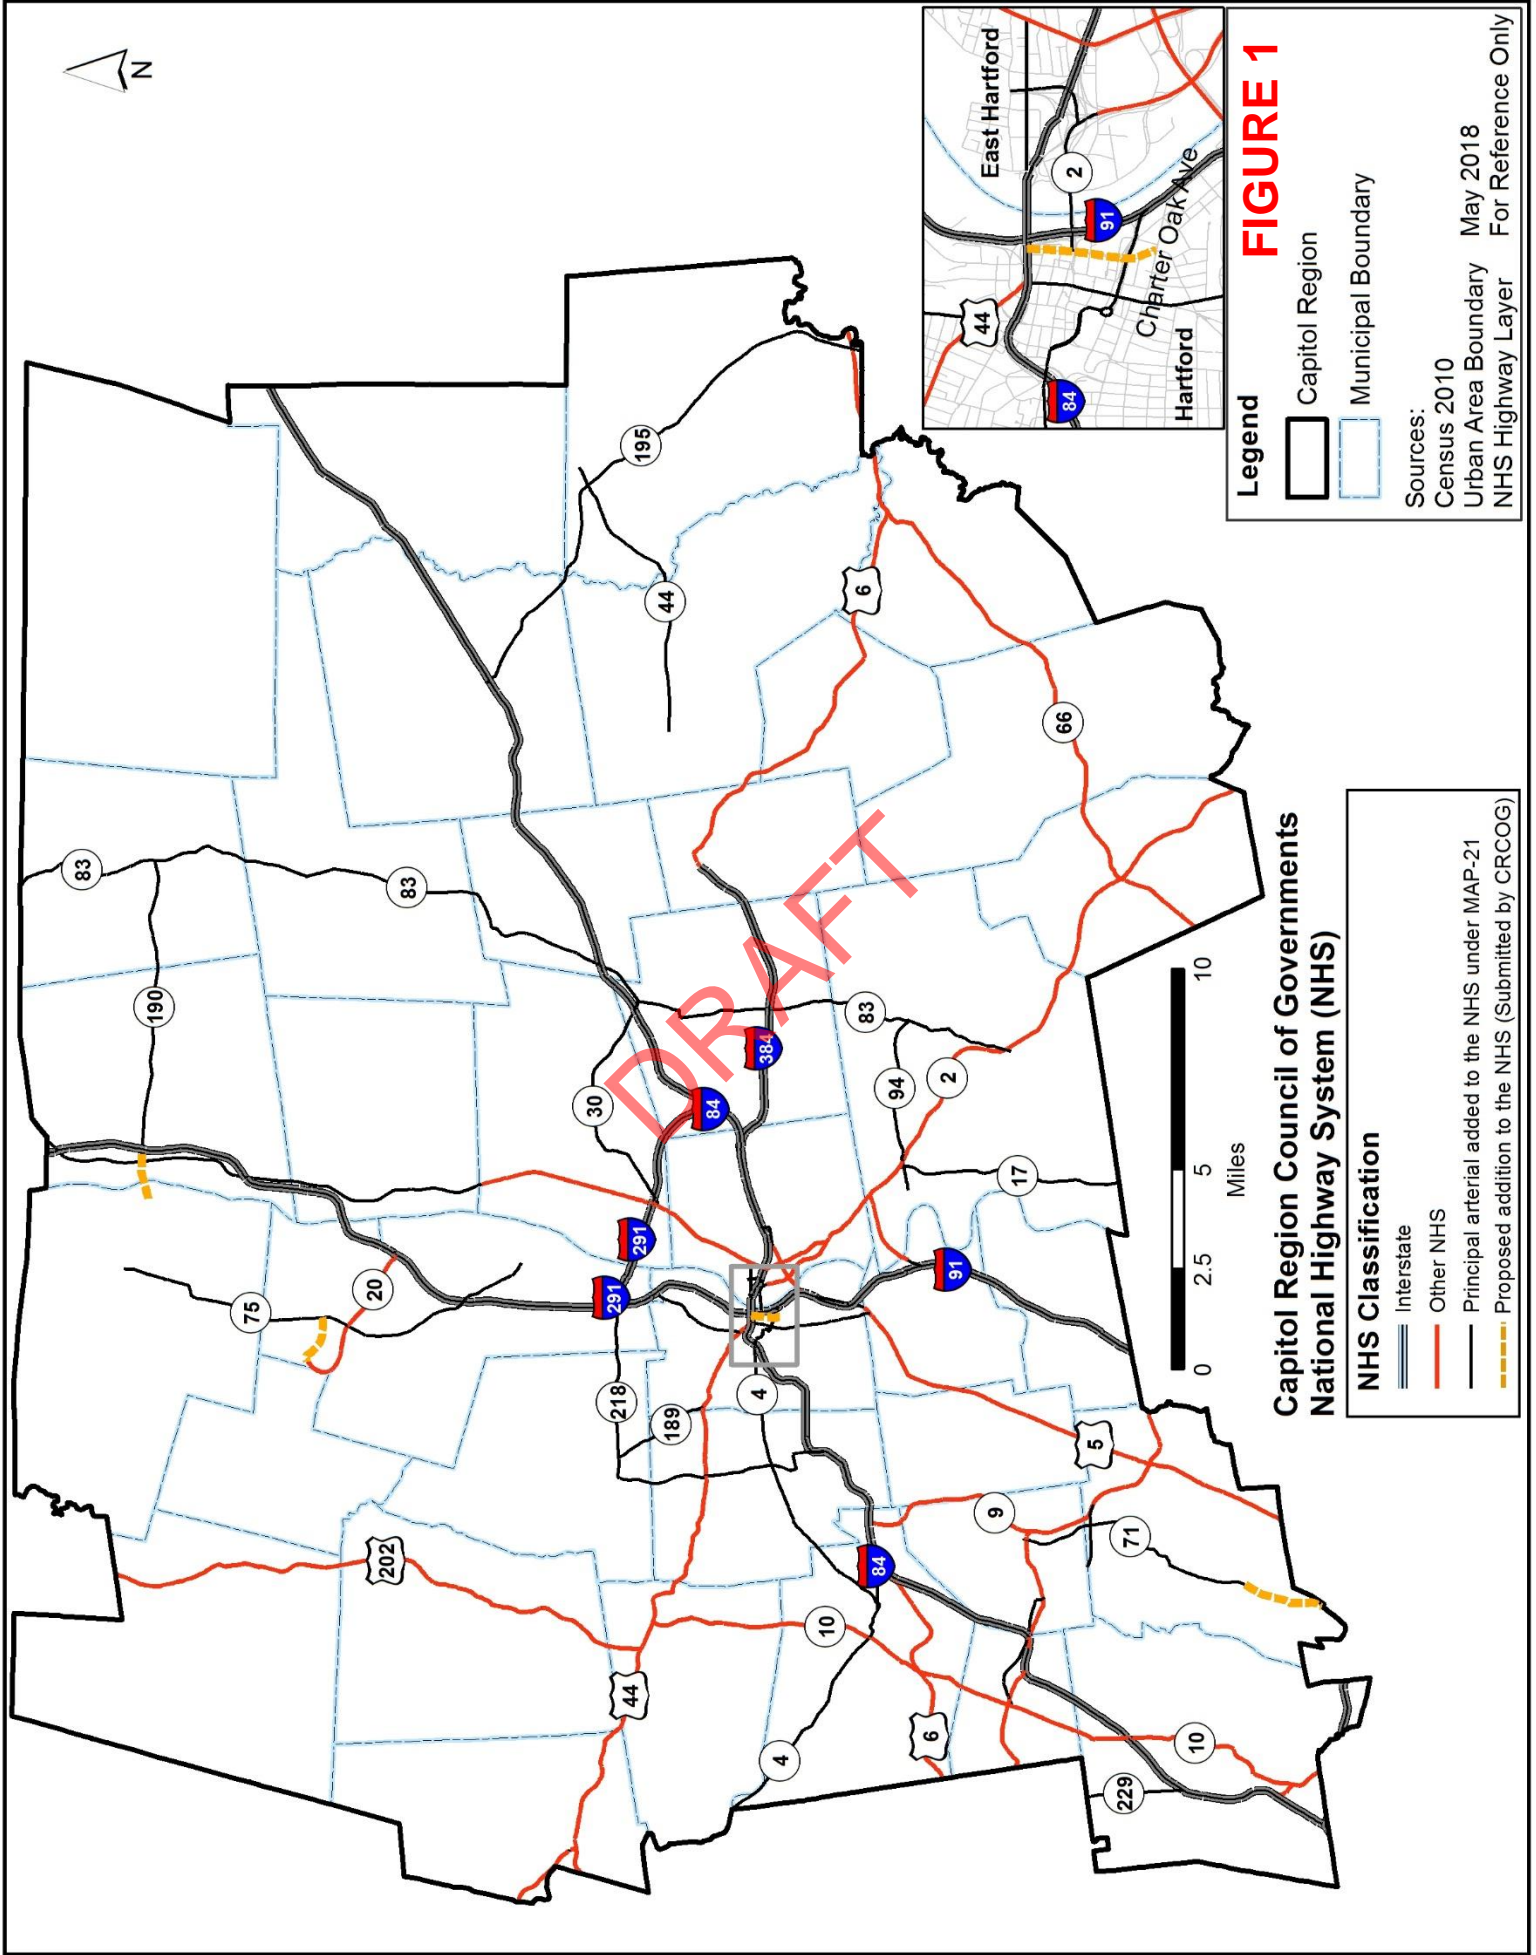 N
83
83
190
30
195
44
6
66
84
384
83
94
2
17
291
291
91
20
75
218
189
4
202
44
10
4
6
84
9
5
71
10
229
DRAFT
East Hartford
2
91
Charter Oak Ave
44
84
Hartford
FIGURE 1
Legend
Capitol Region
Municipal Boundary
Sources:
Census 2010
Urban Area Boundary May 2018
NHS Highway Layer For Reference Only
0 2.5 5 10
Miles
Capitol Region Council of Governments
National Highway System (NHS)
NHS Classification
Interstate
Other NHS
Principal arterial added to the NHS under MAP-21
Proposed addition to the NHS (Submitted by CRCOG)